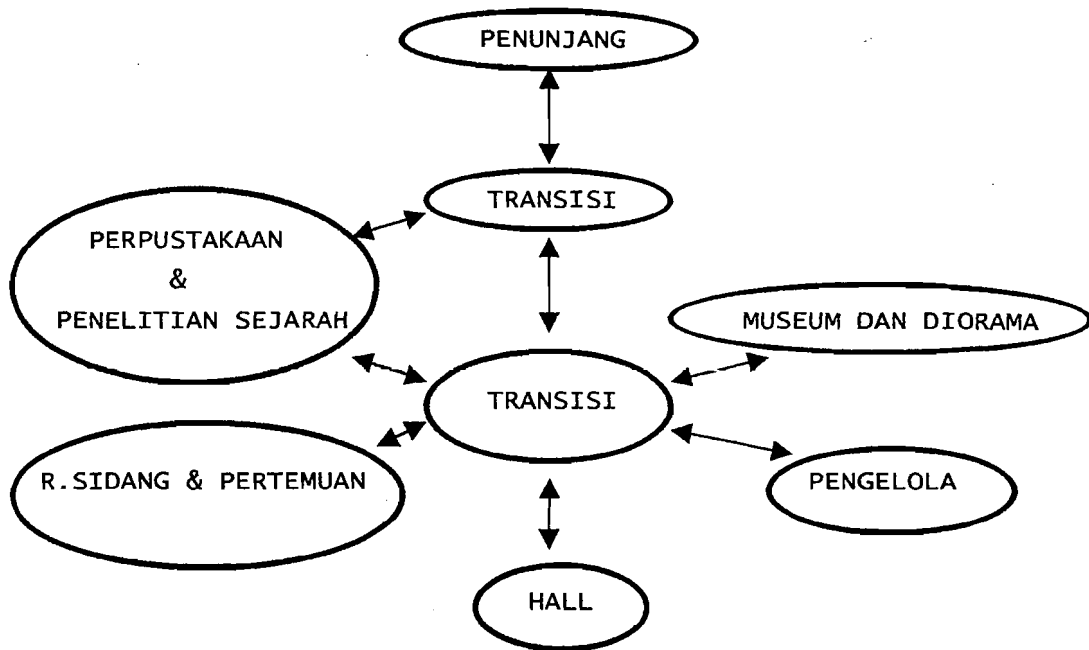 PENUNJANG
TRANSISI
PERPUSTAKAAN
&
PENELITIAN SEJARAH
MUSEUM DAN DIORAMA
TRANSISI
R.SIDANG & PERTEMUAN
PENGELOLA
HALL